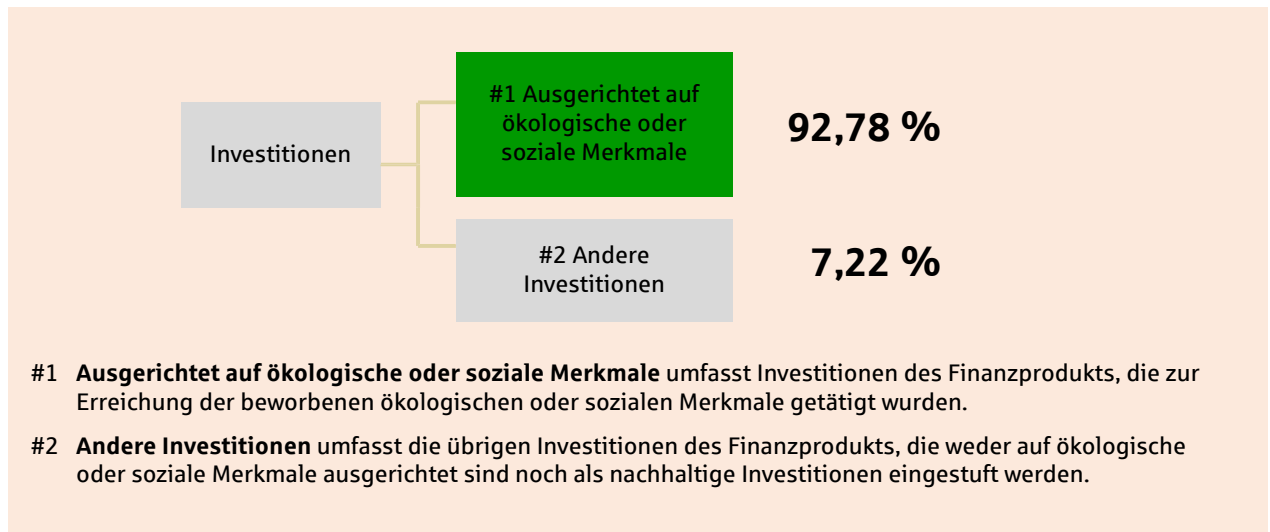 Investitionen
#1 Ausgerichtet auf
ökologische oder
soziale Merkmale
92,78 %
#2 Andere
Investitionen
7,22 %
#1 Ausgerichtet auf ökologische oder soziale Merkmale umfasst Investitionen des Finanzprodukts, die zur
Erreichung der beworbenen ökologischen oder sozialen Merkmale getätigt wurden.
#2 Andere Investitionen umfasst die übrigen Investitionen des Finanzprodukts, die weder auf ökologische
oder soziale Merkmale ausgerichtet sind noch als nachhaltige Investitionen eingestuft werden.